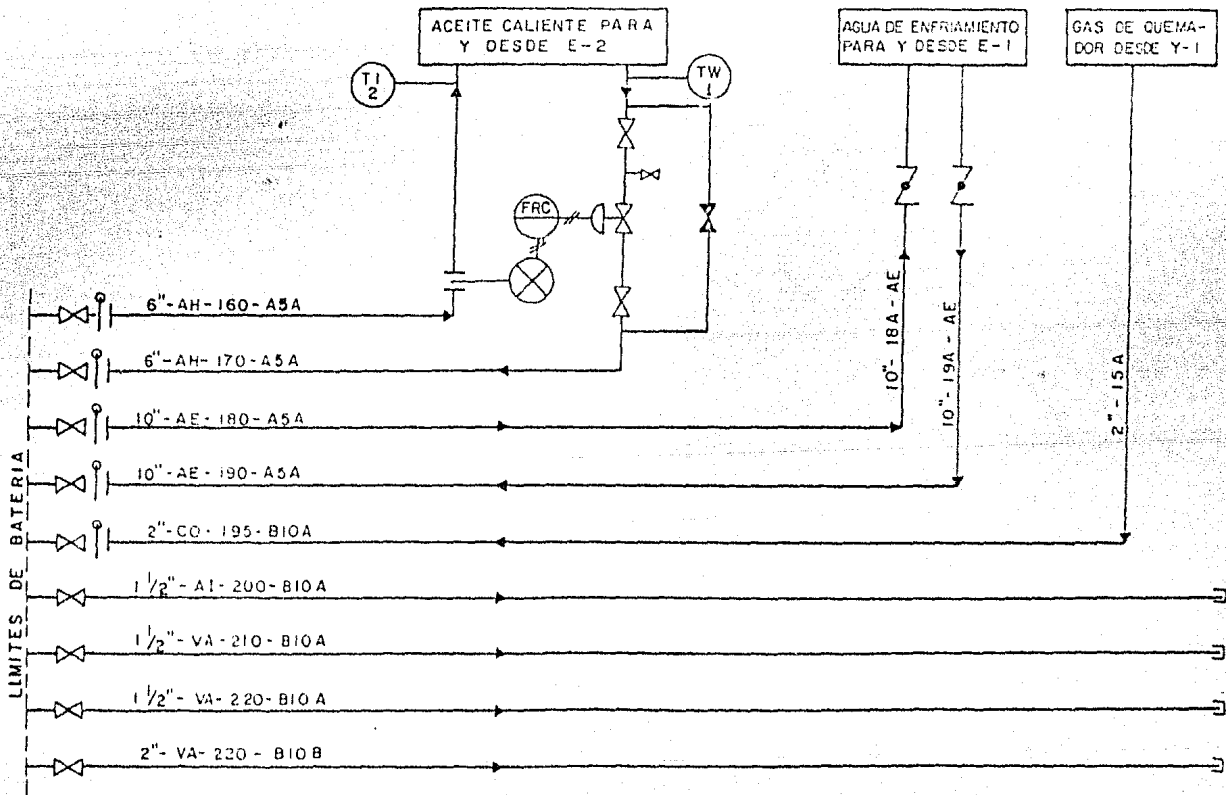 ACEITE CALIENTE PARA
Y DESDE E-2
AGUA DE ENFRIAMIENTO
PARA Y DESDE E-1
GAS DE QUEMA-
DOR DESDE Y-1
TI
2
TW
1
FRC
6"-AH-160-A5A
6"-AH-170-A5A
10"-AE-180-A5A
10"-AE-190-A5A
2"-CO-195-B10A
1 1/2"-AI-200-B10A
1 1/2"-VA-210-B10A
1 1/2"-VA-220-B10A
2"-VA-220-B10B
10"-18A-AE
10"-19A-AE
2"-15A
LIMITES DE BATERIA